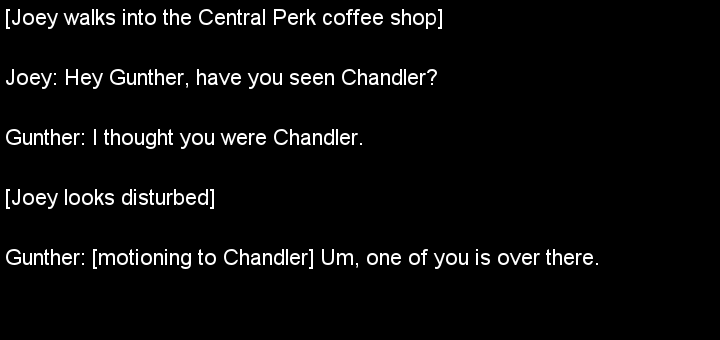 [Joey walks into the Central Perk coffee shop]
Joey: Hey Gunther, have you seen Chandler?
Gunther: I thought you were Chandler.
[Joey looks disturbed]
Gunther: [motioning to Chandler] Um, one of you is over there.